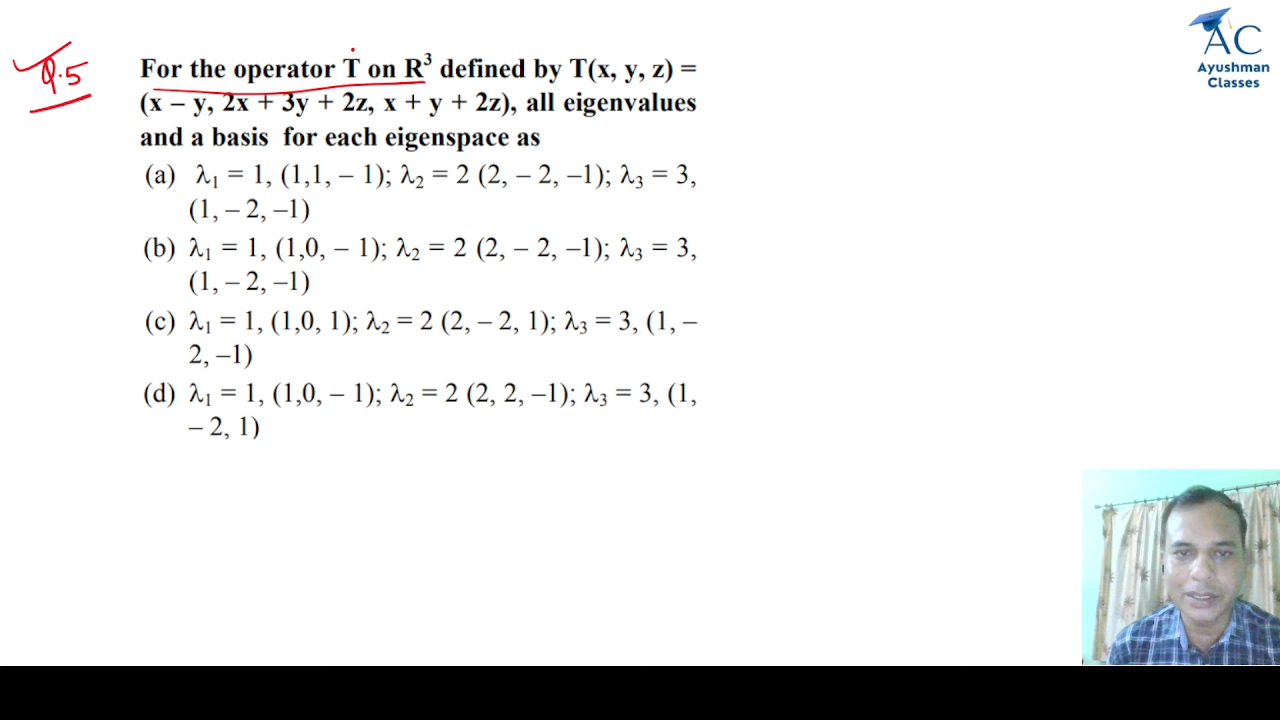 Q.5
For the operator T on R³ defined by T(x, y, z) =
(x – y, 2x + 3y + 2z, x + y + 2z), all eigenvalues
and a basis for each eigenspace as
(a) λ₁ = 1, (1,1, – 1); λ₂ = 2 (2, – 2, –1); λ₃ = 3,
(1, – 2, –1)
(b) λ₁ = 1, (1,0, – 1); λ₂ = 2 (2, – 2, –1); λ₃ = 3,
(1, – 2, –1)
(c) λ₁ = 1, (1,0, 1); λ₂ = 2 (2, – 2, 1); λ₃ = 3, (1, –
2, –1)
(d) λ₁ = 1, (1,0, – 1); λ₂ = 2 (2, 2, –1); λ₃ = 3, (1,
– 2, 1)
AC
Ayushman
Classes